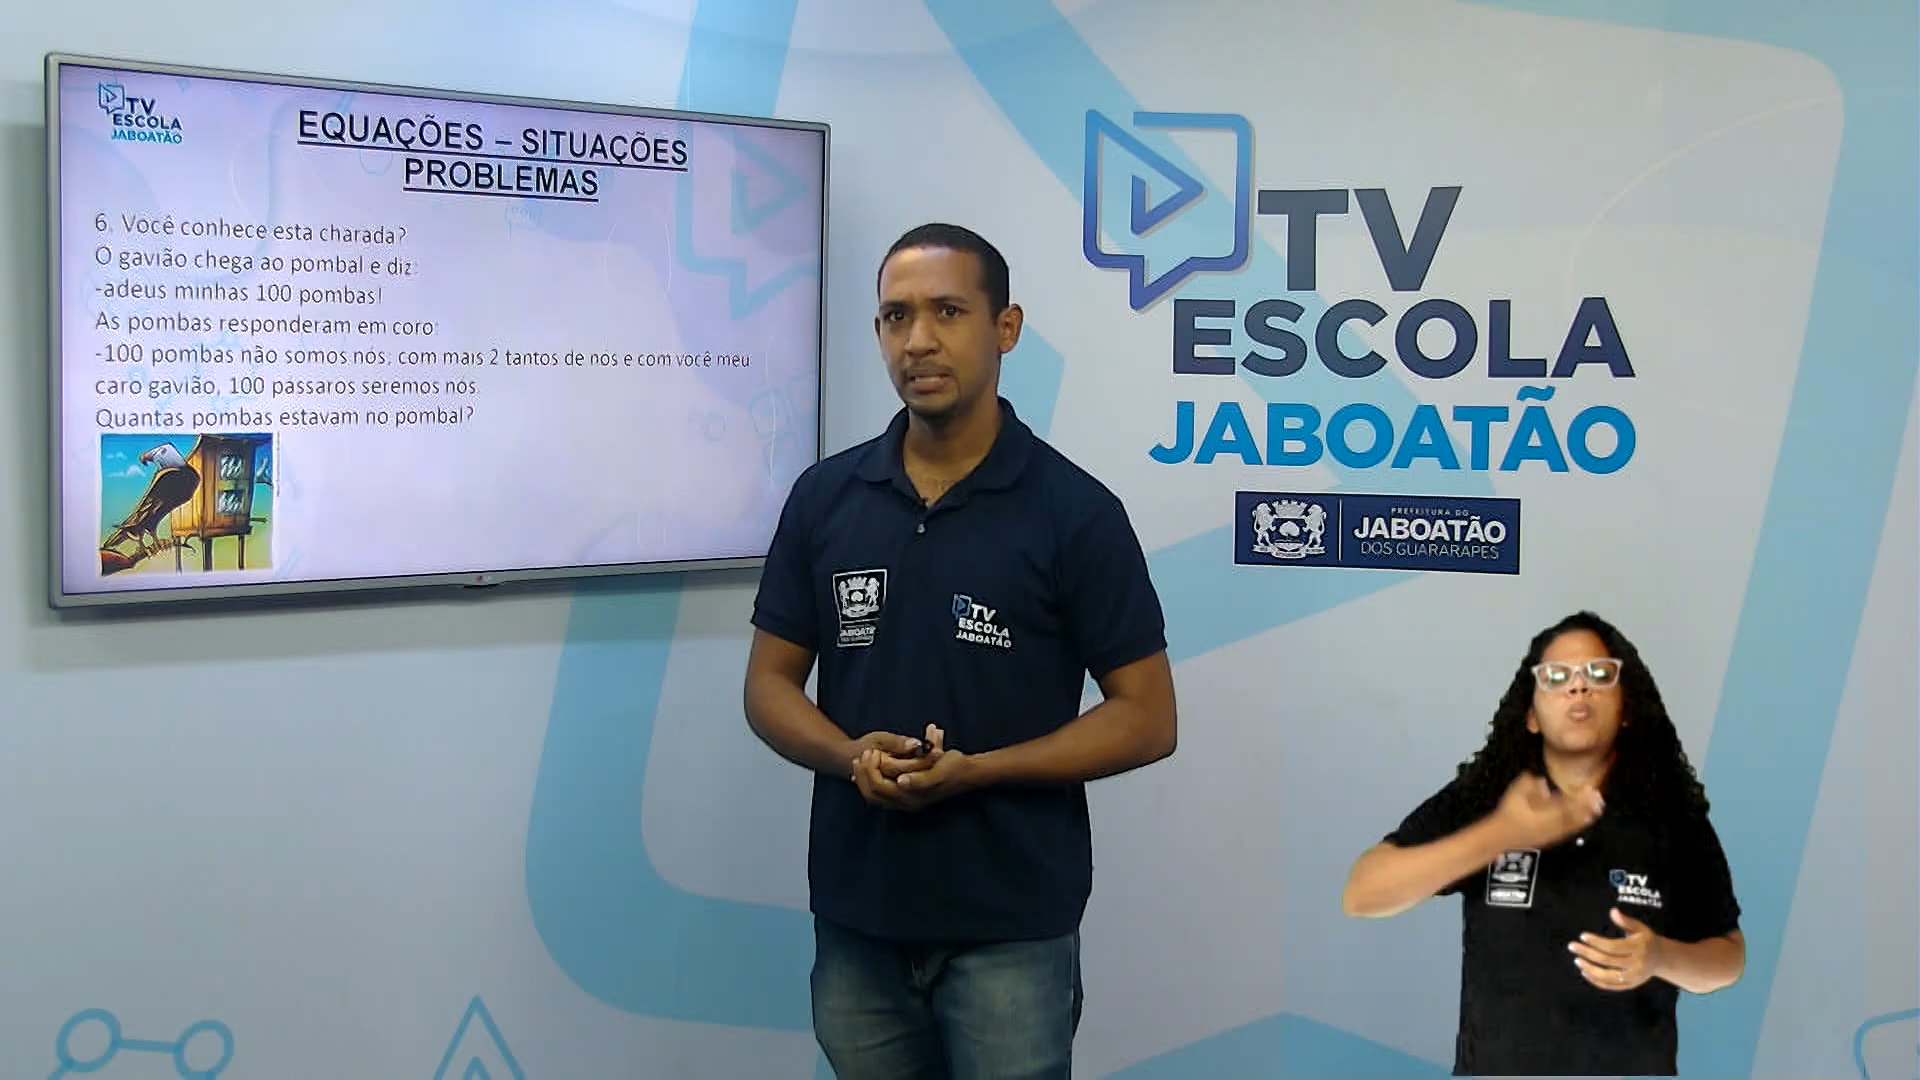 TV
ESCOLA
JABOATÃO
EQUAÇÕES – SITUAÇÕES
PROBLEMAS
6. Você conhece esta charada?
O gavião chega ao pombal e diz:
-adeus minhas 100 pombas!
As pombas responderam em coro:
-100 pombas não somos nós; com mais 2 tantos de nós e com você meu
caro gavião, 100 pássaros seremos nós.
Quantas pombas estavam no pombal?
TV
ESCOLA
JABOATÃO
PREFEITURA DO
JABOATÃO
DOS GUARARAPES
JABOATÃO
TV
ESCOLA
JABOATÃO
TV
ESCOLA
JABOATÃO